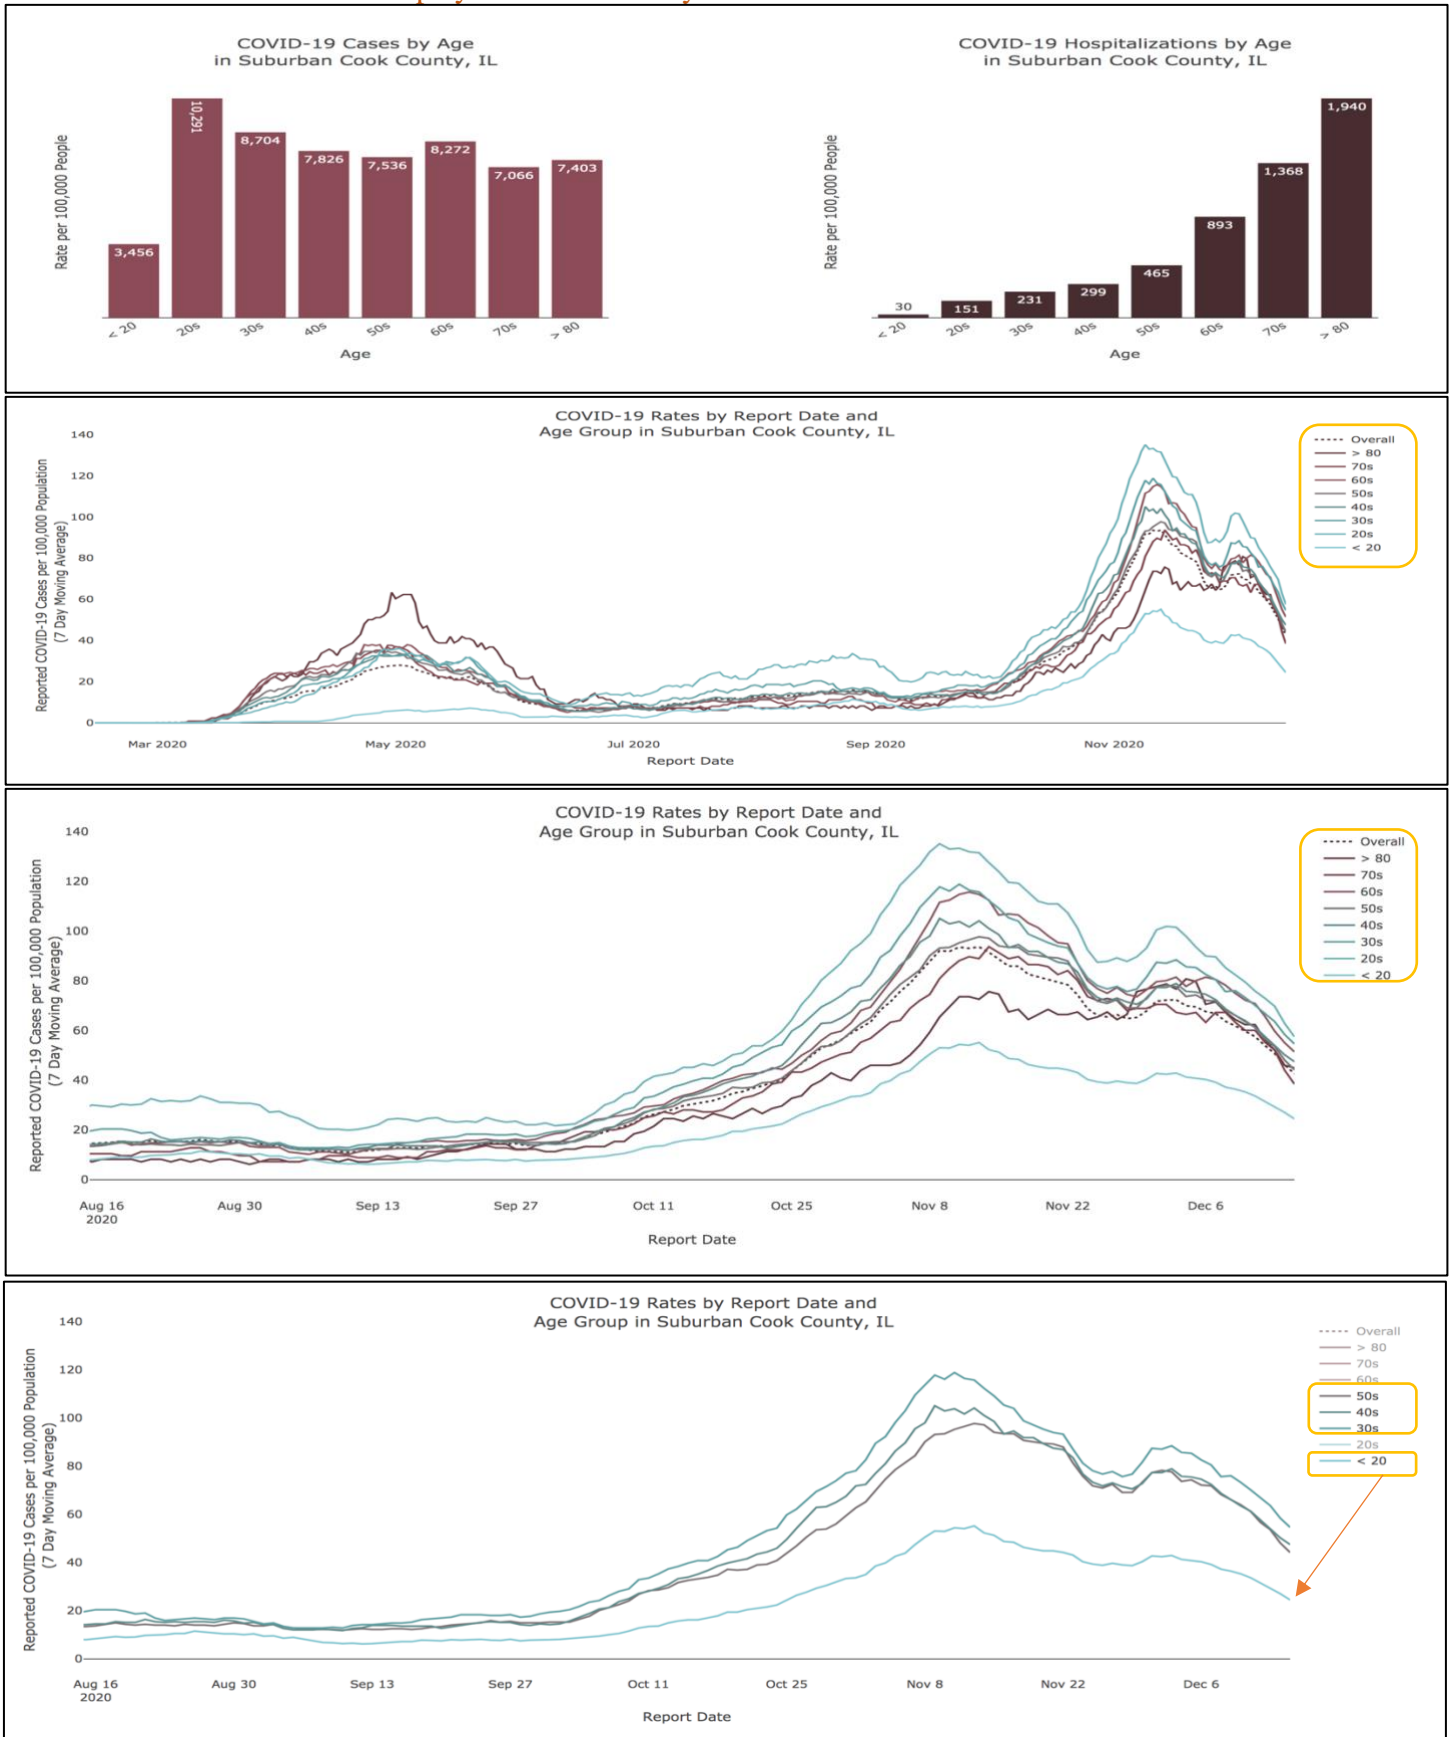 COVID-19 Cases by Age
in Suburban Cook County, IL
Rate per 100,000 People
3,456
10,291
8,704
7,826
7,536
8,272
7,066
7,403
< 20
20s
30s
40s
50s
60s
70s
> 80
Age
COVID-19 Hospitalizations by Age
in Suburban Cook County, IL
Rate per 100,000 People
30
151
231
299
465
893
1,368
1,940
< 20
20s
30s
40s
50s
60s
70s
> 80
Age
COVID-19 Rates by Report Date and
Age Group in Suburban Cook County, IL
Reported COVID-19 Cases per 100,000 Population
(7 Day Moving Average)
140
120
100
80
60
40
20
0
Mar 2020
May 2020
Jul 2020
Sep 2020
Nov 2020
Report Date
Overall
> 80
70s
60s
50s
40s
30s
20s
< 20
COVID-19 Rates by Report Date and
Age Group in Suburban Cook County, IL
Reported COVID-19 Cases per 100,000 Population
(7 Day Moving Average)
140
120
100
80
60
40
20
0
Aug 16
2020
Aug 30
Sep 13
Sep 27
Oct 11
Oct 25
Nov 8
Nov 22
Dec 6
Report Date
Overall
> 80
70s
60s
50s
40s
30s
20s
< 20
COVID-19 Rates by Report Date and
Age Group in Suburban Cook County, IL
Reported COVID-19 Cases per 100,000 Population
(7 Day Moving Average)
140
120
100
80
60
40
20
0
Aug 16
2020
Aug 30
Sep 13
Sep 27
Oct 11
Oct 25
Nov 8
Nov 22
Dec 6
Report Date
Overall
> 80
70s
60s
50s
40s
30s
20s
< 20